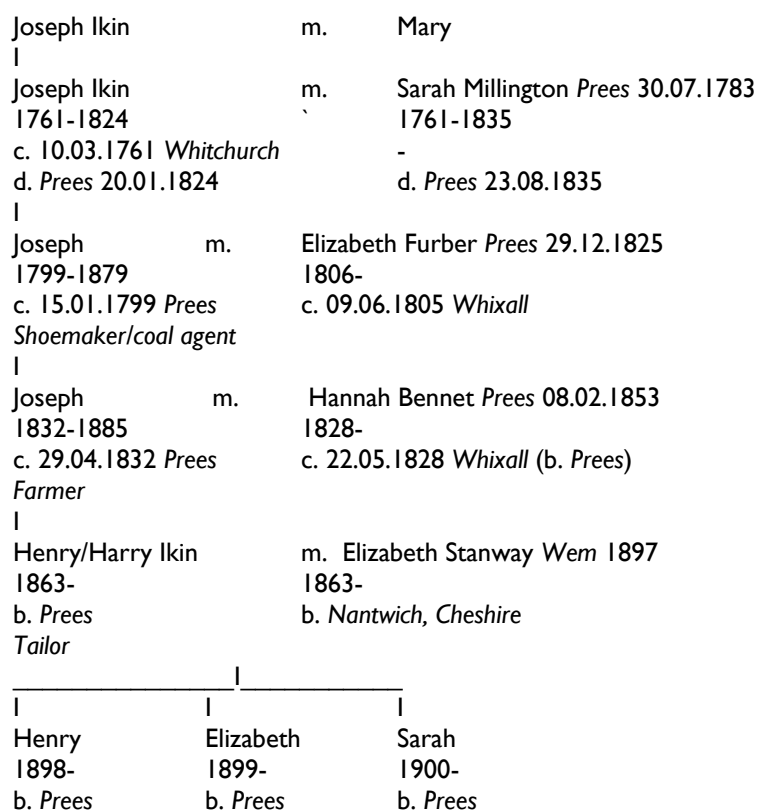 Joseph Ikin m. Mary
I
Joseph Ikin m. Sarah Millington Prees 30.07.1783
1761-1824 ` 1761-1835
c. 10.03.1761 Whitchurch -
d. Prees 20.01.1824 d. Prees 23.08.1835
I
Joseph m. Elizabeth Furber Prees 29.12.1825
1799-1879 1806-
c. 15.01.1799 Prees c. 09.06.1805 Whixall
Shoemaker/coal agent
I
Joseph m. Hannah Bennet Prees 08.02.1853
1832-1885 1828-
c. 29.04.1832 Prees c. 22.05.1828 Whixall (b. Prees)
Farmer
I
Henry/Harry Ikin m. Elizabeth Stanway Wem 1897
1863- 1863-
b. Prees b. Nantwich, Cheshire
Tailor
_________________I____________
I I I
Henry Elizabeth Sarah
1898- 1899- 1900-
b. Prees b. Prees b. Prees